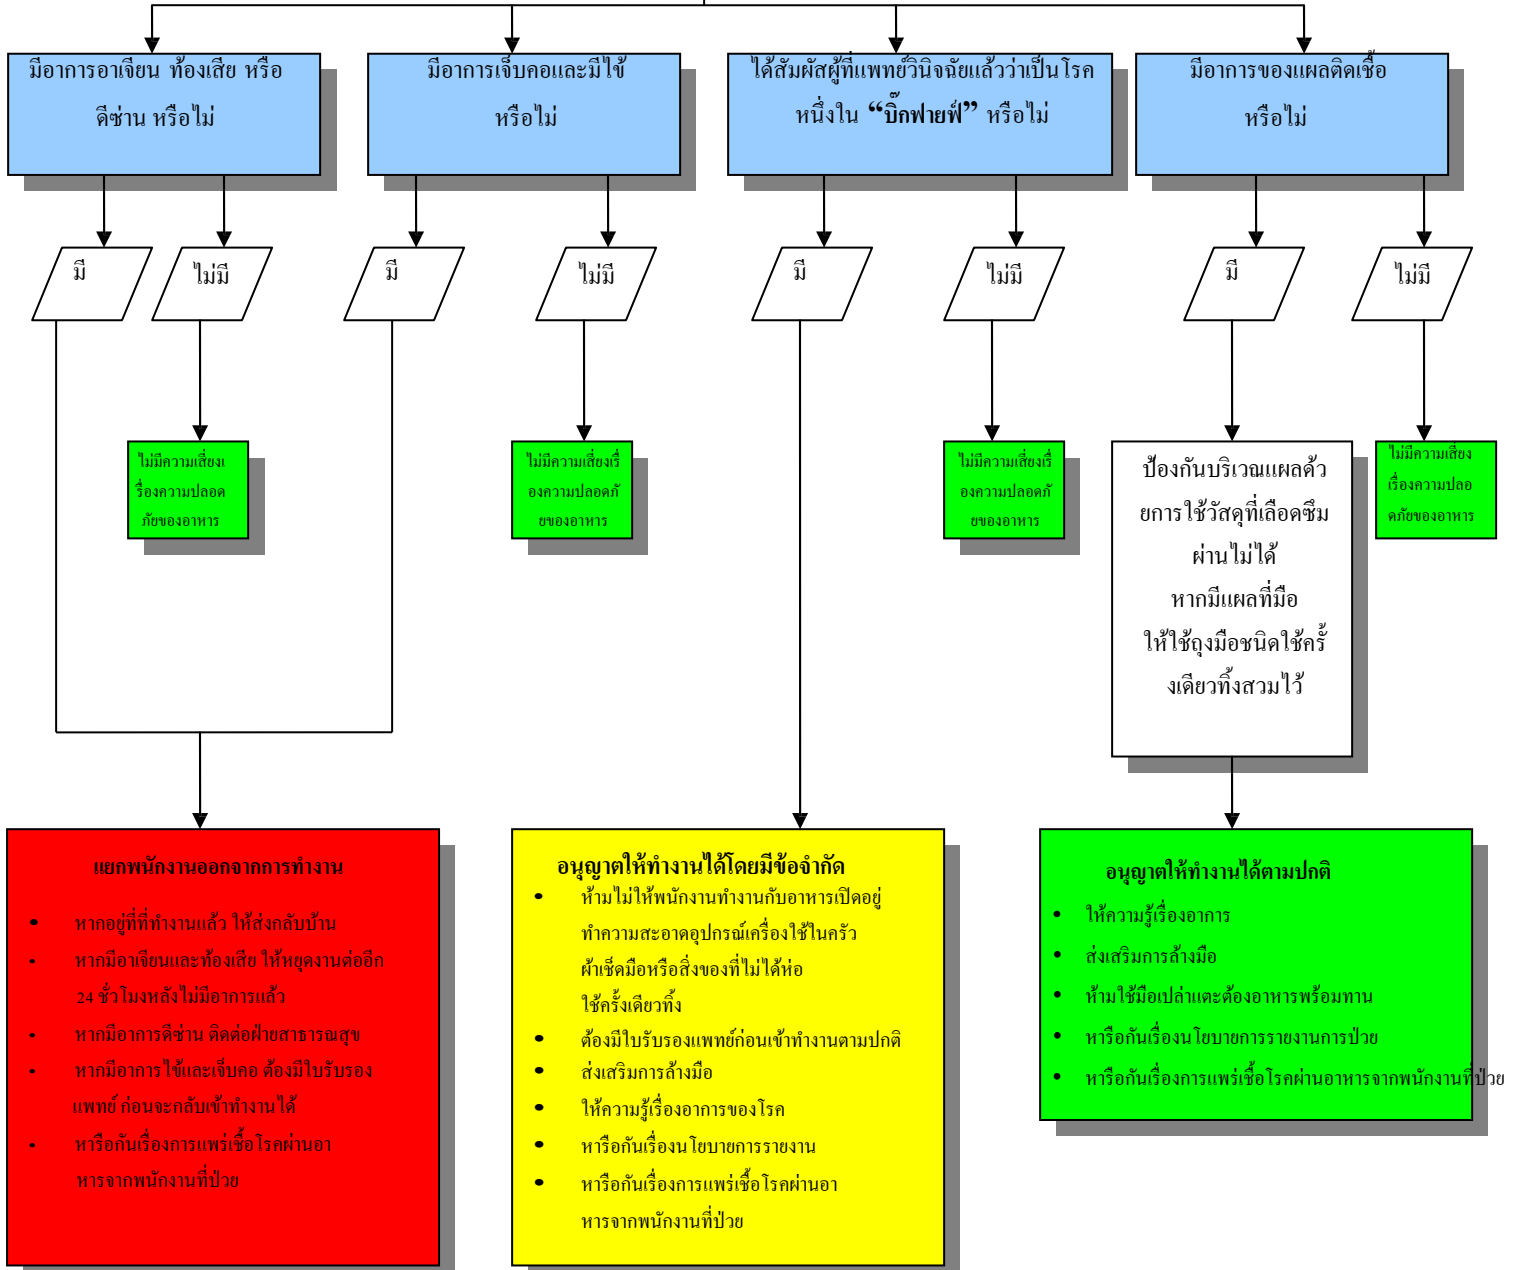 มีอาการอาเจียน ท้องเสีย หรือ
ดีซ่าน หรือไม่
มีอาการเจ็บคอและมีไข้
หรือไม่
ได้สัมผัสผู้ที่แพทย์วินิจฉัยแล้วว่าเป็นโรค
หนึ่งใน “บิ๊กฟายฟ์” หรือไม่
มีอาการของแผลติดเชื้อ
หรือไม่
มี
ไม่มี
มี
ไม่มี
มี
ไม่มี
มี
ไม่มี
ไม่มีความเสี่ยงเ
รื่องความปลอด
ภัยของอาหาร
ไม่มีความเสี่ยงเรื่
องความปลอดภั
ยของอาหาร
ไม่มีความเสี่ยงเรื่
องความปลอดภั
ยของอาหาร
ป้องกันบริเวณแผลด้ว
ยการใช้วัสดุที่เลือดซึม
ผ่านไม่ได้
หากมีแผลที่มือ
ให้ใช้ถุงมือชนิดใช้ครั้
งเดียวทิ้งสวมไว้
ไม่มีความเสี่ยง
เรื่องความปลอ
ดภัยของอาหาร
แยกพนักงานออกจากการทำงาน
• หากอยู่ที่ที่ทำงานแล้ว ให้ส่งกลับบ้าน
• หากมีอาเจียนและท้องเสีย ให้หยุดงานต่ออีก
24 ชั่วโมงหลังไม่มีอาการแล้ว
• หากมีอาการดีซ่าน ติดต่อฝ่ายสาธารณสุข
• หากมีอาการไข้และเจ็บคอ ต้องมีใบรับรอง
แพทย์ ก่อนจะกลับเข้าทำงานได้
• หารือกันเรื่องการแพร่เชื้อโรคผ่านอา
หารจากพนักงานที่ป่วย
อนุญาตให้ทำงานได้โดยมีข้อจำกัด
• ห้ามไม่ให้พนักงานทำงานกับอาหารเปิดอยู่
ทำความสะอาดอุปกรณ์เครื่องใช้ในครัว
ผ้าเช็ดมือหรือสิ่งของที่ไม่ได้ห่อ
ใช้ครั้งเดียวทิ้ง
• ต้องมีใบรับรองแพทย์ก่อนเข้าทำงานตามปกติ
• ส่งเสริมการล้างมือ
• ให้ความรู้เรื่องอาการของโรค
• หารือกันเรื่องนโยบายการรายงาน
• หารือกันเรื่องการแพร่เชื้อโรคผ่านอา
หารจากพนักงานที่ป่วย
อนุญาตให้ทำงานได้ตามปกติ
• ให้ความรู้เรื่องอาการ
• ส่งเสริมการล้างมือ
• ห้ามใช้มือเปล่าแตะต้องอาหารพร้อมทาน
• หารือกันเรื่องนโยบายการรายงานการป่วย
• หารือกันเรื่องการแพร่เชื้อโรคผ่านอาหารจากพนักงานที่ป่วย